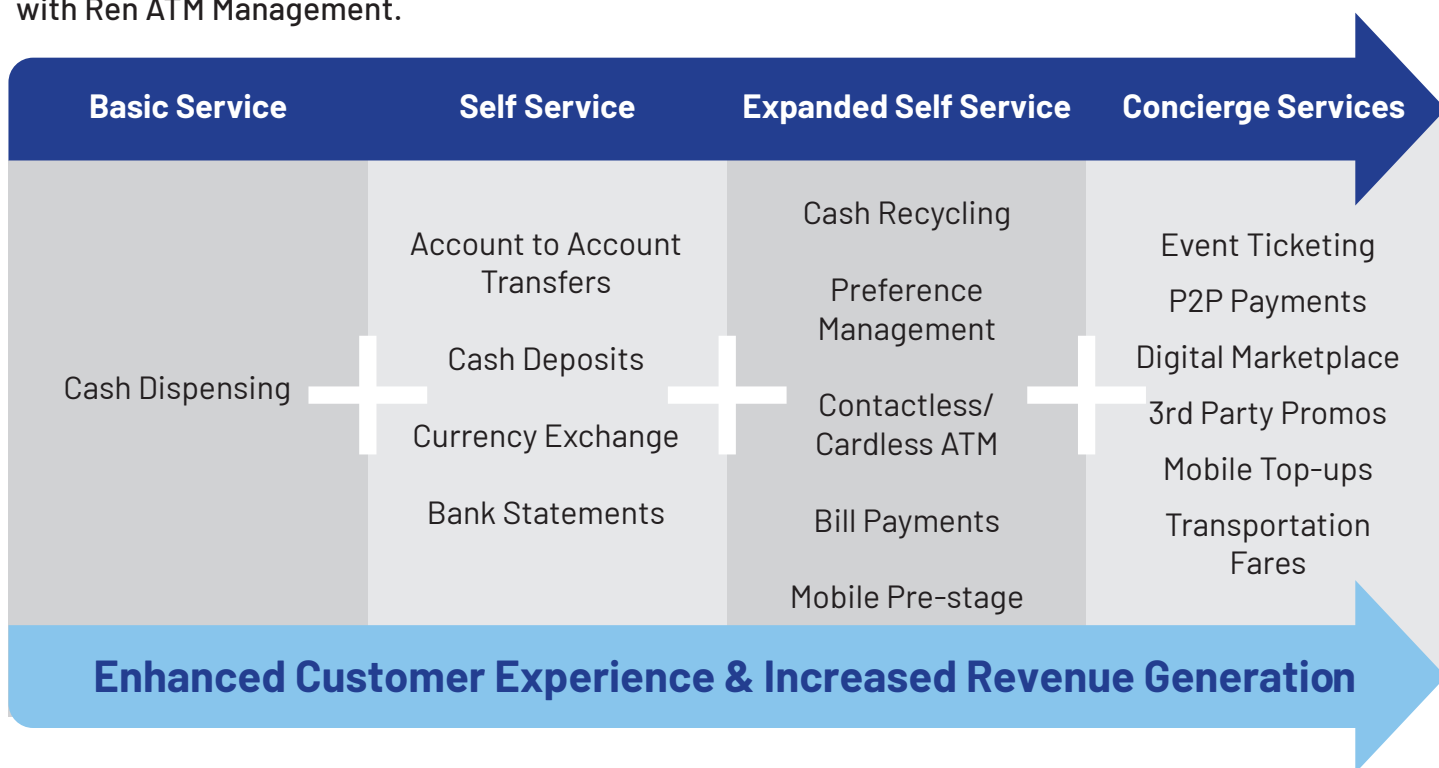 with Ren ATM Management.
Basic Service
Self Service
Expanded Self Service
Concierge Services
Cash Dispensing
Account to Account
Transfers
Cash Deposits
Currency Exchange
Bank Statements
Cash Recycling
Preference
Management
Contactless/
Cardless ATM
Bill Payments
Mobile Pre-stage
Event Ticketing
P2P Payments
Digital Marketplace
3rd Party Promos
Mobile Top-ups
Transportation
Fares
Enhanced Customer Experience & Increased Revenue Generation